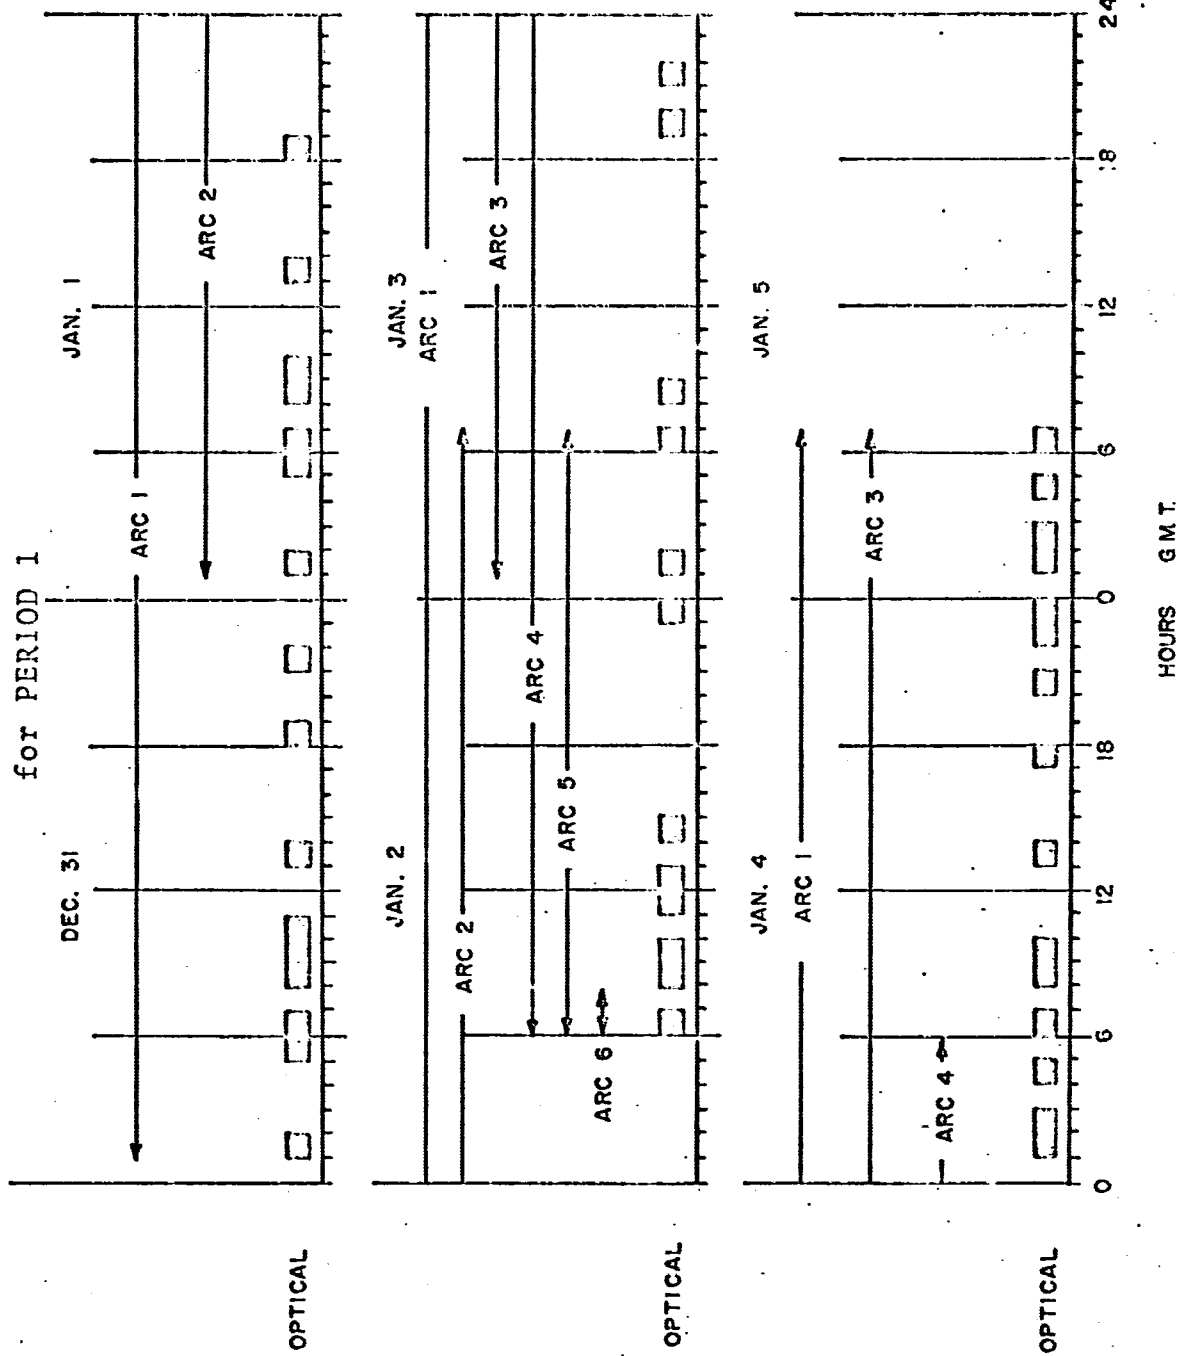 for PERIOD 1
DEC. 31
JAN. 1
ARC 1
ARC 2
OPTICAL
JAN. 2
JAN. 3
ARC 1
ARC 2
ARC 3
ARC 4
ARC 5
ARC 6
OPTICAL
JAN. 4
JAN. 5
ARC 1
ARC 3
ARC 4
OPTICAL
0 6 12 18 0 6 12 18 24
HOURS G M T.